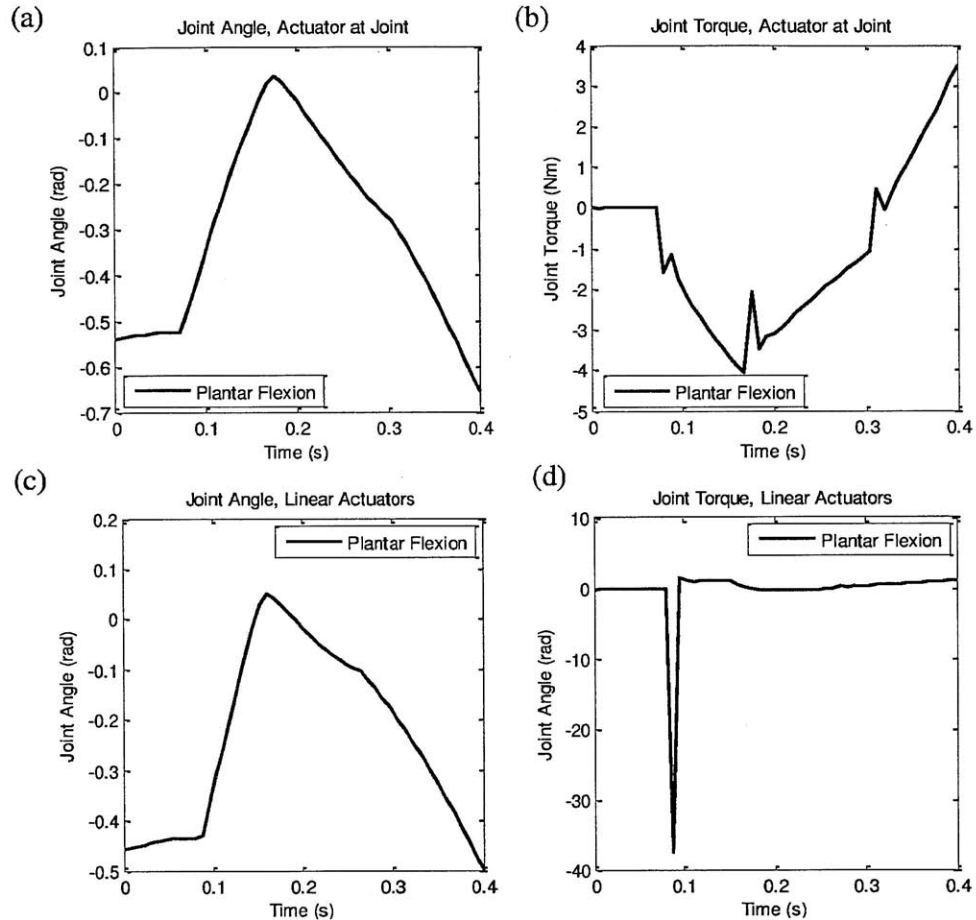 (a)
Joint Angle, Actuator at Joint
0.1
0
-0.1
-0.2
-0.3
-0.4
-0.5
-0.6
-0.7
Joint Angle (rad)
Plantar Flexion
0
0.1
0.2
0.3
0.4
Time (s)
(b)
Joint Torque, Actuator at Joint
4
3
2
1
0
-1
-2
-3
-4
-5
Joint Torque (Nm)
Plantar Flexion
0
0.1
0.2
0.3
0.4
Time (s)
(c)
Joint Angle, Linear Actuators
0.2
0.1
0
-0.1
-0.2
-0.3
-0.4
-0.5
Joint Angle (rad)
Plantar Flexion
0
0.1
0.2
0.3
0.4
Time (s)
(d)
Joint Torque, Linear Actuators
10
0
-10
-20
-30
-40
Joint Angle (rad)
Plantar Flexion
0
0.1
0.2
0.3
0.4
Time (s)